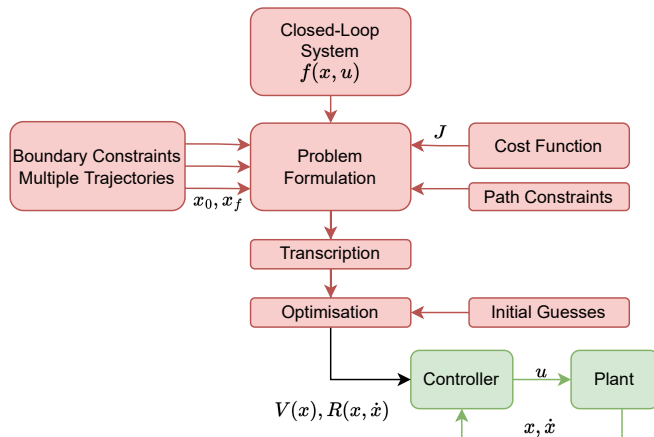 Closed-Loop
System
f(x, u)
Boundary Constraints
Multiple Trajectories
x₀, x_f
Problem
Formulation
J
Cost Function
Path Constraints
Transcription
Optimisation
Initial Guesses
V(x), R(x, ẋ)
Controller
u
Plant
x, ẋ